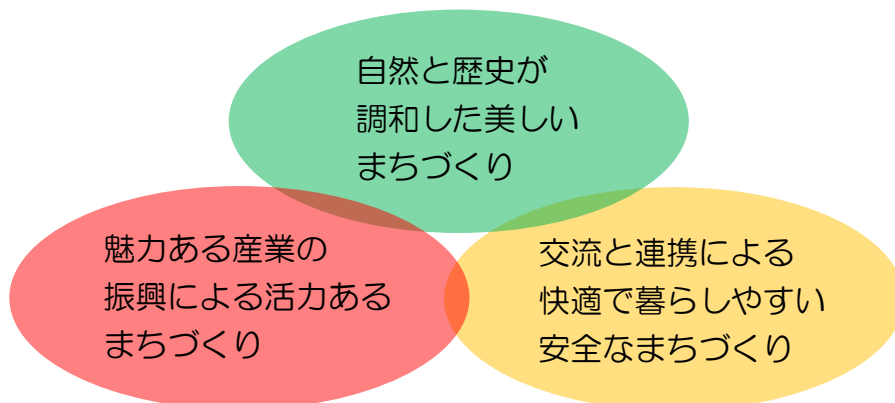 自然と歴史が
調和した美しい
まちづくり
魅力ある産業の
振興による活力ある
まちづくり
交流と連携による
快適で暮らしやすい
安全なまちづくり